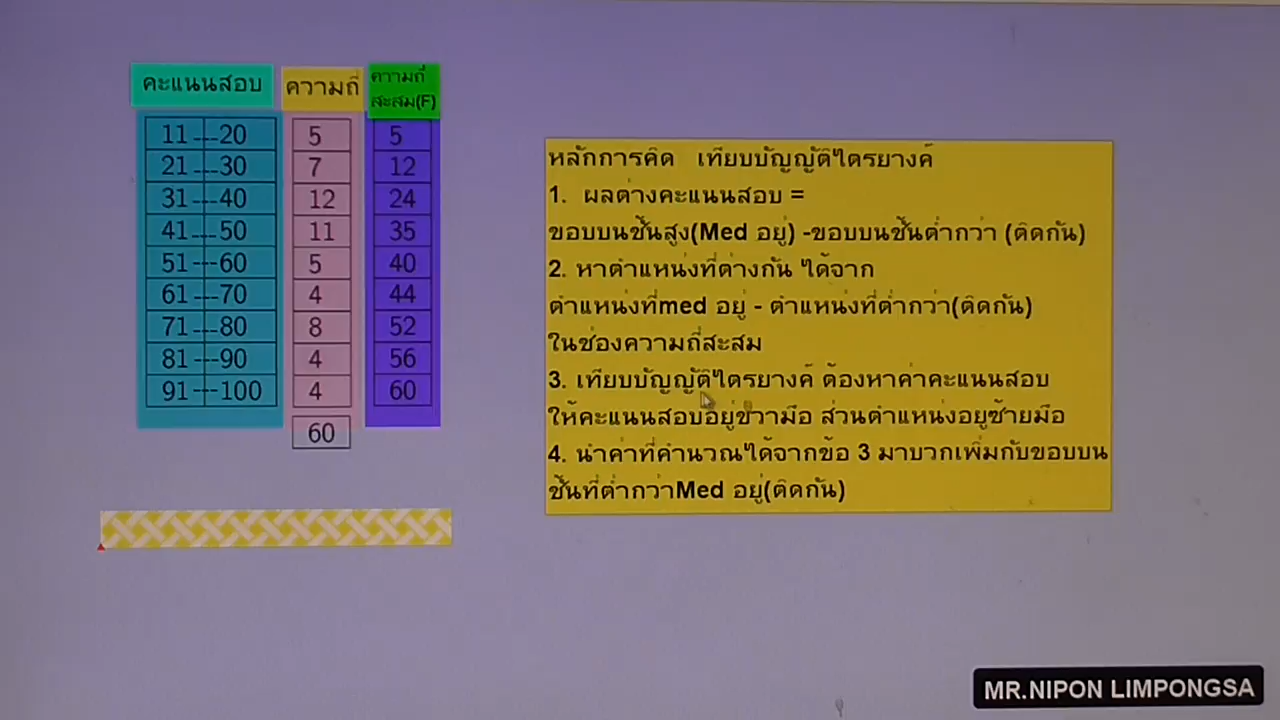 คะแนนสอบ ความถี่ ความถี่
สะสม(F)
11---20 5 5
21---30 7 12
31---40 12 24
41---50 11 35
51---60 5 40
61---70 4 44
71---80 8 52
81---90 4 56
91---100 4 60
60
หลักการคิด เทียบบัญญัติไตรยางค์
1. ผลต่างคะแนนสอบ =
ขอบบนชั้นสูง(Med อยู่) -ขอบบนชั้นต่ำกว่า (ติดกัน)
2. หาตำแหน่งที่ต่างกัน ได้จาก
ตำแหน่งที่med อยู่ - ตำแหน่งที่ต่ำกว่า(ติดกัน)
ในช่องความถี่สะสม
3. เทียบบัญญัติไตรยางค์ ต้องหาค่าคะแนนสอบ
ให้คะแนนสอบอยู่ขวามือ ส่วนตำแหน่งอยู่ซ้ายมือ
4. นำค่าที่คำนวณได้จากข้อ 3 มาบวกเพิ่มกับขอบบน
ชั้นที่ต่ำกว่าMed อยู่(ติดกัน)
MR.NIPON LIMPONGSA